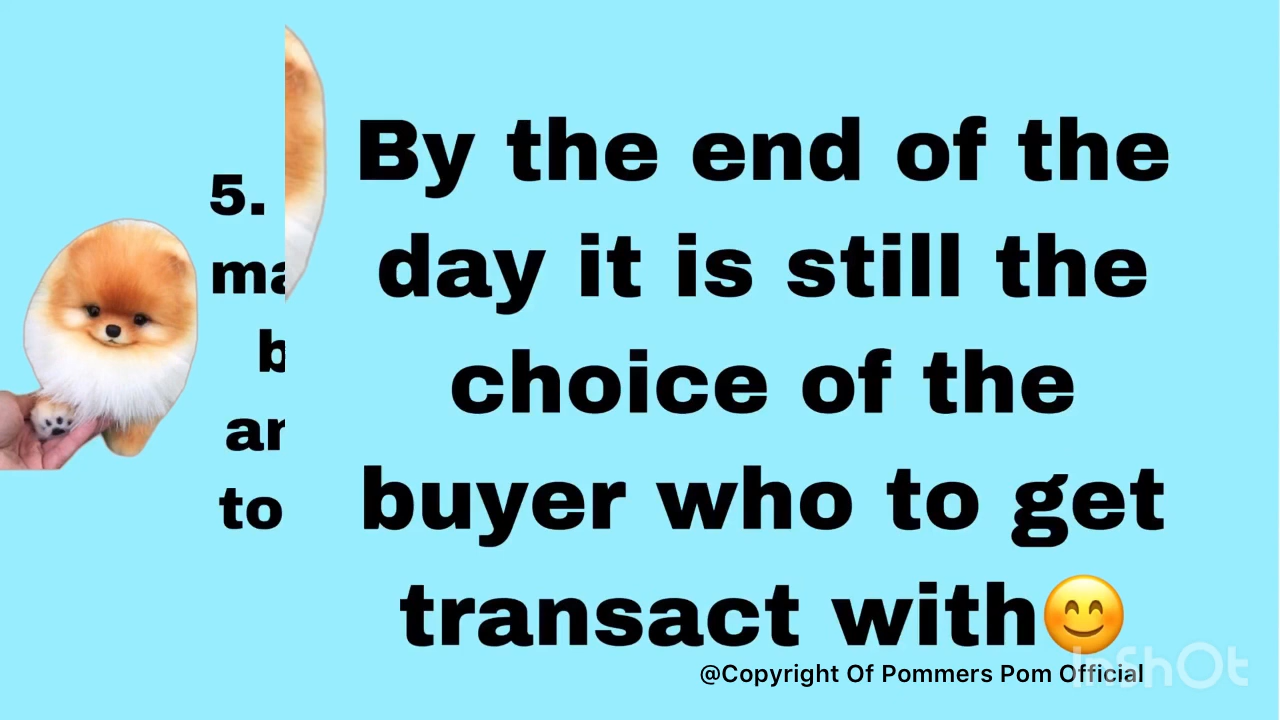 5.
to
By the end of the
day it is still the
choice of the
buyer who to get
transact with😊
@Copyright Of Pommers Pom Official
InShOt